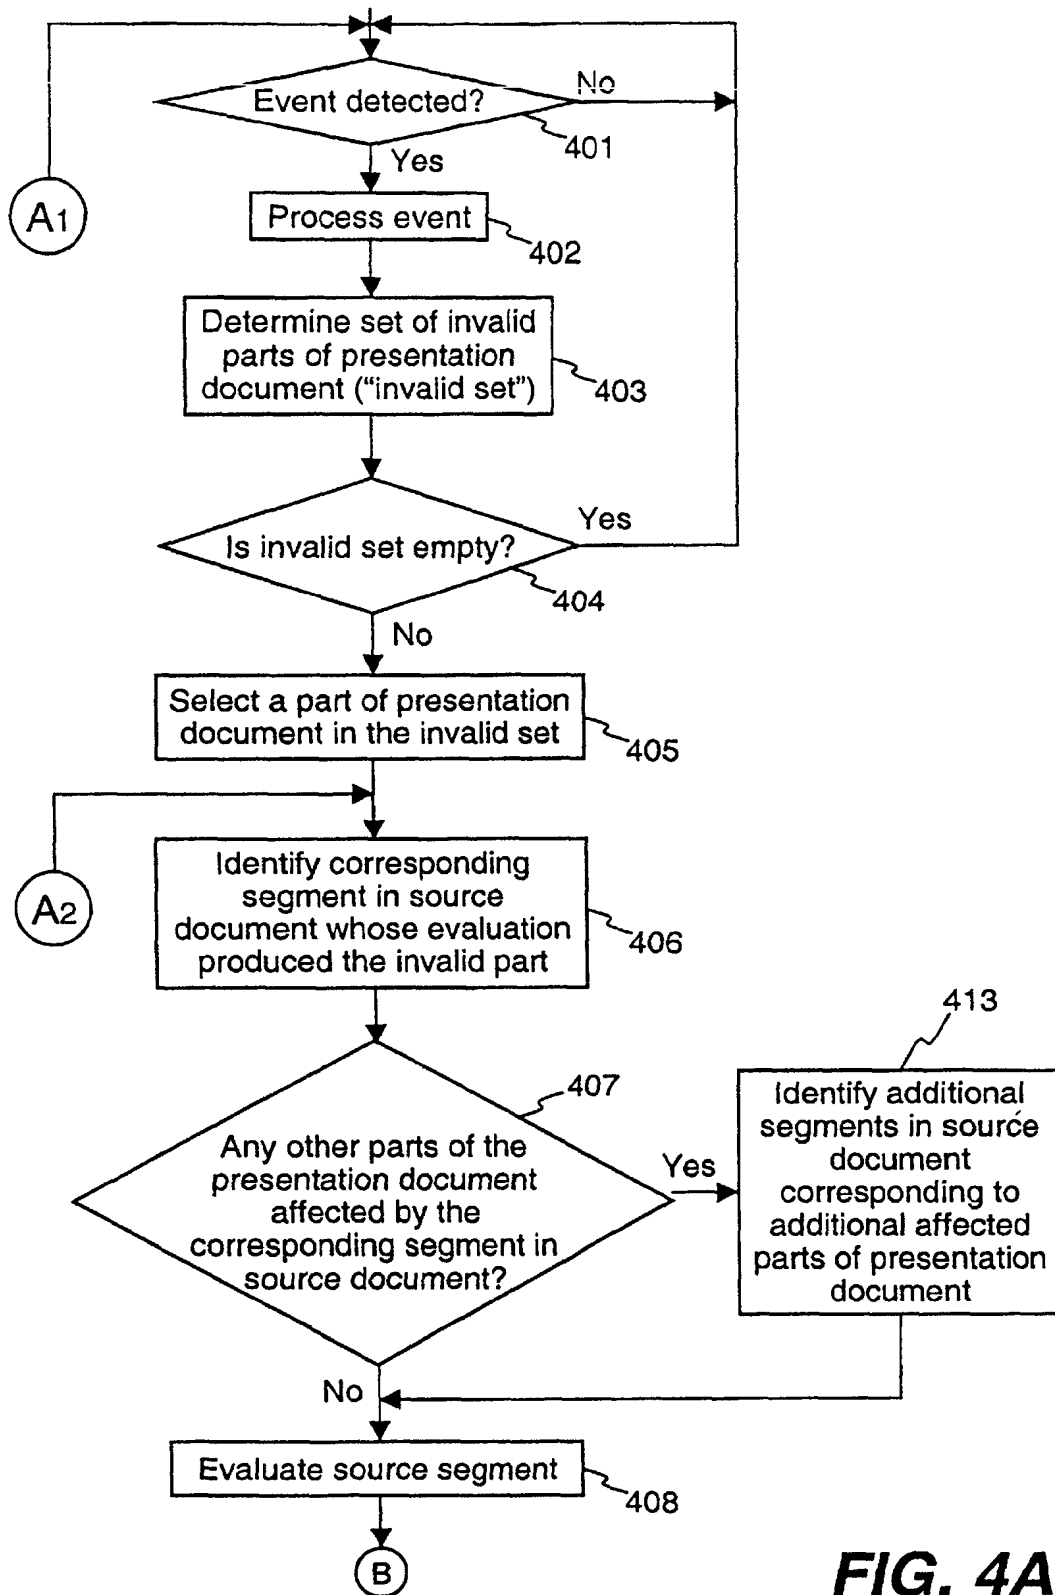 No
Event detected?
401
Yes
A1
Process event
402
Determine set of invalid
parts of presentation
document (“invalid set”)
403
Yes
Is invalid set empty?
404
No
Select a part of presentation
document in the invalid set
405
A2
Identify corresponding
segment in source
document whose evaluation
produced the invalid part
406
407
Any other parts of the
presentation document
affected by the
corresponding segment in
source document?
Yes
413
Identify additional
segments in source
document
corresponding to
additional affected
parts of presentation
document
No
Evaluate source segment
408
B
FIG. 4A